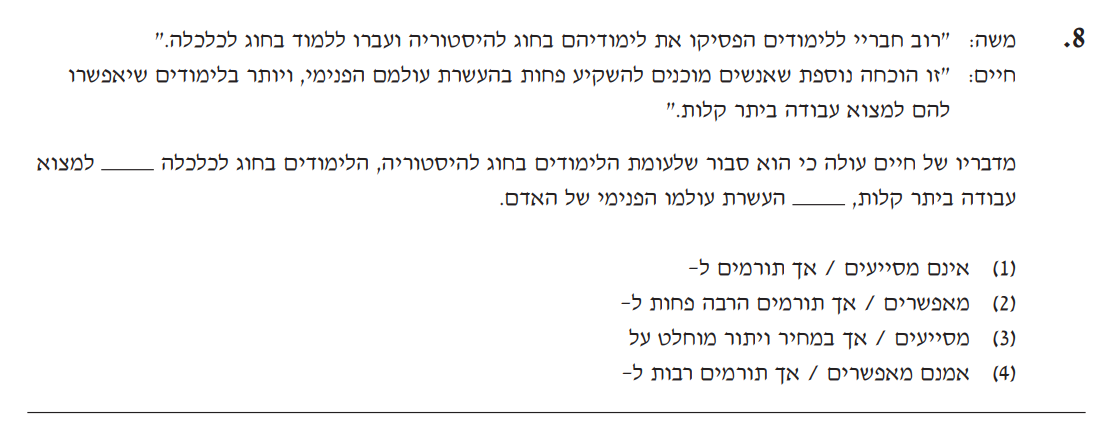 8. משה: "רוב חבריי ללימודים הפסיקו את לימודיהם בחוג להיסטוריה ועברו ללמוד בחוג לכלכלה."
חיים: "זו הוכחה נוספת שאנשים מוכנים להשקיע פחות בהעשרת עולמם הפנימי, ויותר בלימודים שיאפשרו
להם למצוא עבודה ביתר קלות."
מדבריו של חיים עולה כי הוא סבור שלעומת הלימודים בחוג להיסטוריה, הלימודים בחוג לכלכלה _____ למצוא
עבודה ביתר קלות, _____ העשרת עולמו הפנימי של האדם.
(1) אינם מסייעים / אך תורמים ל-
(2) מאפשרים / אך תורמים הרבה פחות ל-
(3) מסייעים / אך במחיר ויתור מוחלט על
(4) אמנם מאפשרים / אך תורמים רבות ל-